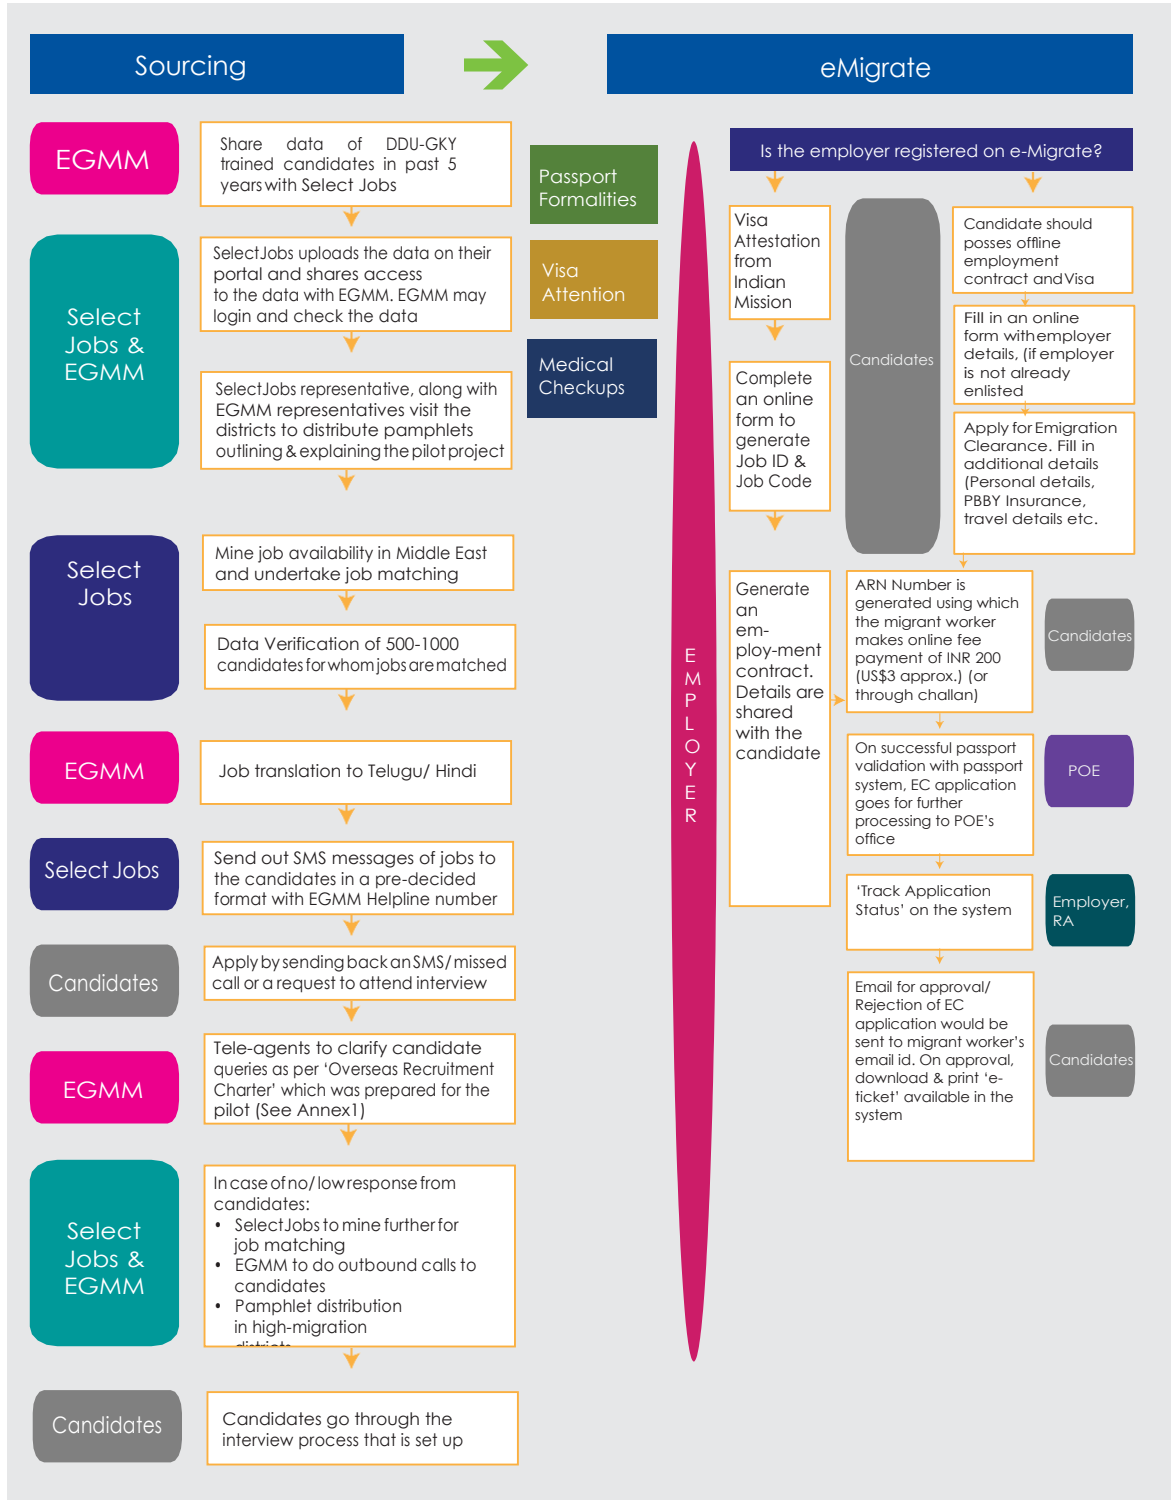 Sourcing
eMigrate
EGMM
Share data of DDU-GKY
trained candidates in past 5
years with Select Jobs
Select
Jobs &
EGMM
SelectJobs uploads the data on their
portal and shares access
to the data with EGMM. EGMM may
login and check the data
SelectJobs representative, along with
EGMM representatives visit the
districts to distribute pamphlets
outlining & explaining the pilot project
Select
Jobs
Mine job availability in Middle East
and undertake job matching
Data Verification of 500-1000
candidates for whom jobs are matched
EGMM
Job translation to Telugu/ Hindi
Select Jobs
Send out SMS messages of jobs to
the candidates in a pre-decided
format with EGMM Helpline number
Candidates
Apply by sending back an SMS/ missed
call or a request to attend interview
EGMM
Tele-agents to clarify candidate
queries as per ‘Overseas Recruitment
Charter’ which was prepared for the
pilot (See Annex1)
Select
Jobs &
EGMM
In case of no/ low response from
candidates:
• SelectJobs to mine further for
job matching
• EGMM to do outbound calls to
candidates
• Pamphlet distribution
in high-migration
districts
Candidates
Candidates go through the
interview process that is set up
Passport
Formalities
Visa
Attention
Medical
Checkups
EMPLOYER
Is the employer registered on e-Migrate?
Visa
Attestation
from
Indian
Mission
Complete
an online
form to
generate
Job ID &
Job Code
Generate
an
em-
ploy-ment
contract.
Details are
shared
with the
candidate
Candidates
Candidate should
posses offline
employment
contract and Visa
Fill in an online
form with employer
details, (if employer
is not already
enlisted
Apply for Emigration
Clearance. Fill in
additional details
(Personal details,
PBBY Insurance,
travel details etc.
ARN Number is
generated using which
the migrant worker
makes online fee
payment of INR 200
(US$3 approx.) (or
through challan)
Candidates
On successful passport
validation with passport
system, EC application
goes for further
processing to POE's
office
POE
‘Track Application
Status’ on the system
Employer,
RA
Email for approval/
Rejection of EC
application would be
sent to migrant worker's
email id. On approval,
download & print ‘e-
ticket’ available in the
system
Candidates